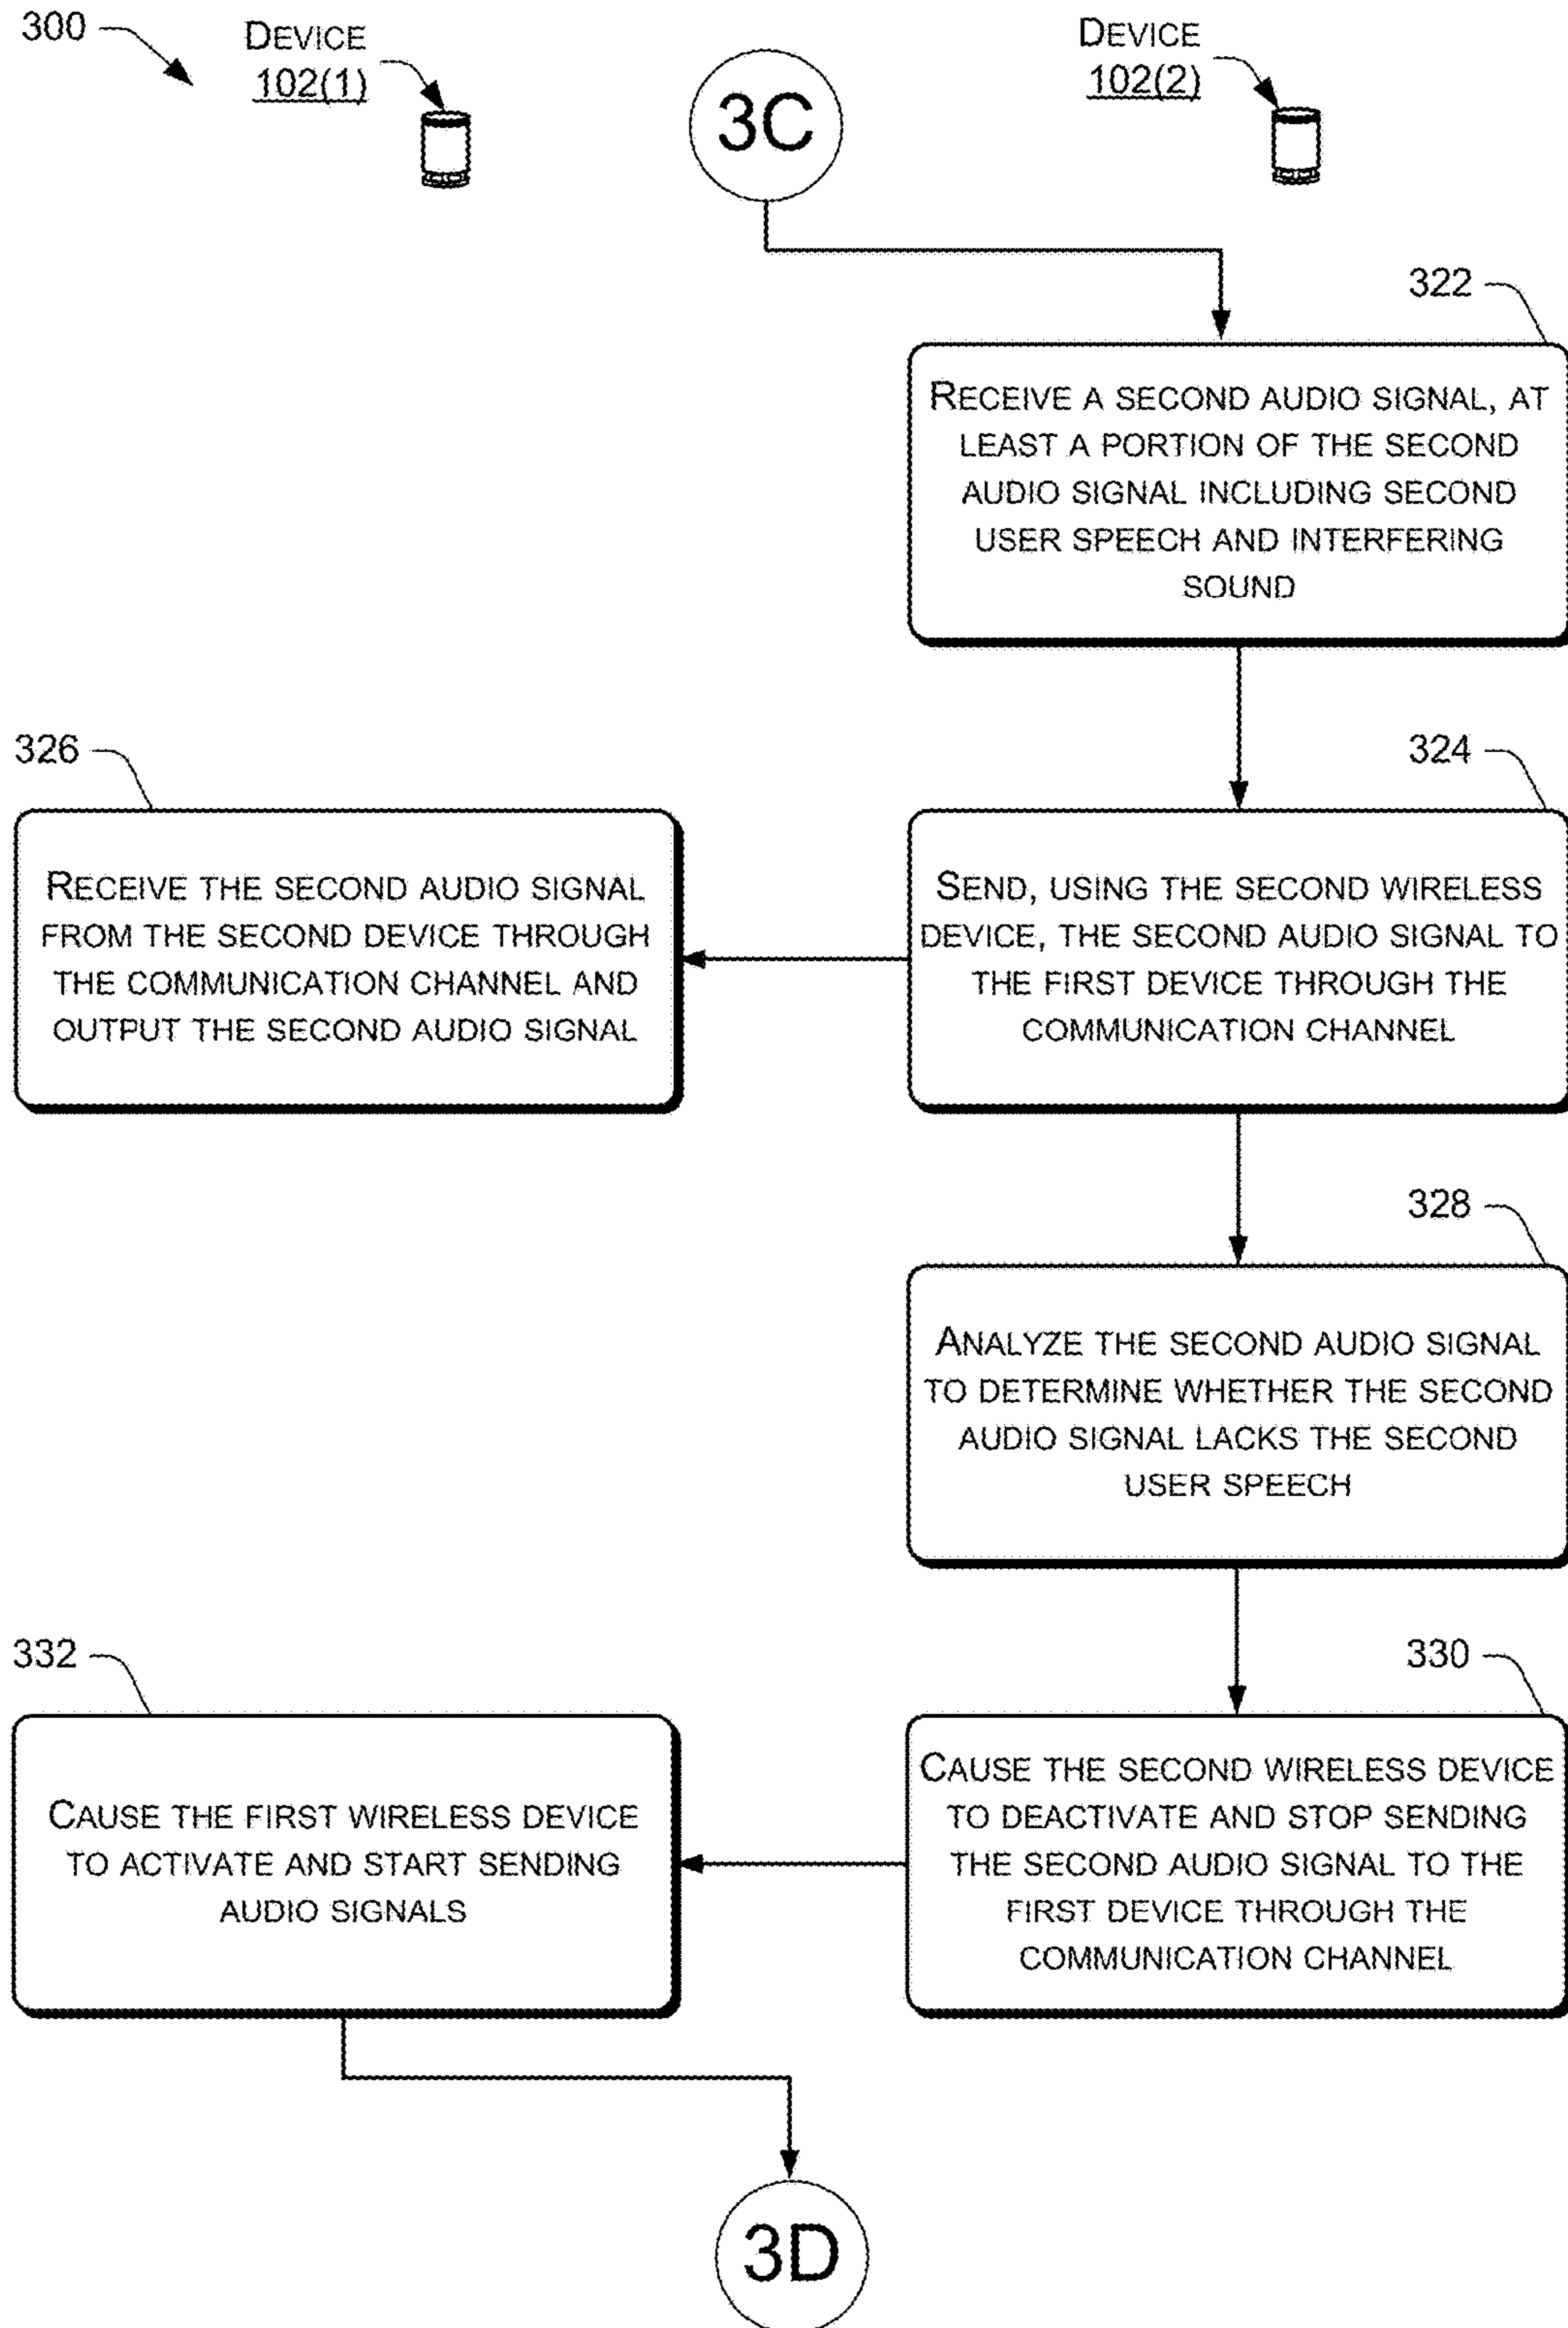 300
DEVICE
102(1)
3C
DEVICE
102(2)
322
RECEIVE A SECOND AUDIO SIGNAL, AT
LEAST A PORTION OF THE SECOND
AUDIO SIGNAL INCLUDING SECOND
USER SPEECH AND INTERFERING
SOUND
326
324
RECEIVE THE SECOND AUDIO SIGNAL
FROM THE SECOND DEVICE THROUGH
THE COMMUNICATION CHANNEL AND
OUTPUT THE SECOND AUDIO SIGNAL
SEND, USING THE SECOND WIRELESS
DEVICE, THE SECOND AUDIO SIGNAL TO
THE FIRST DEVICE THROUGH THE
COMMUNICATION CHANNEL
328
ANALYZE THE SECOND AUDIO SIGNAL
TO DETERMINE WHETHER THE SECOND
AUDIO SIGNAL LACKS THE SECOND
USER SPEECH
332
330
CAUSE THE FIRST WIRELESS DEVICE
TO ACTIVATE AND START SENDING
AUDIO SIGNALS
CAUSE THE SECOND WIRELESS DEVICE
TO DEACTIVATE AND STOP SENDING
THE SECOND AUDIO SIGNAL TO THE
FIRST DEVICE THROUGH THE
COMMUNICATION CHANNEL
3D